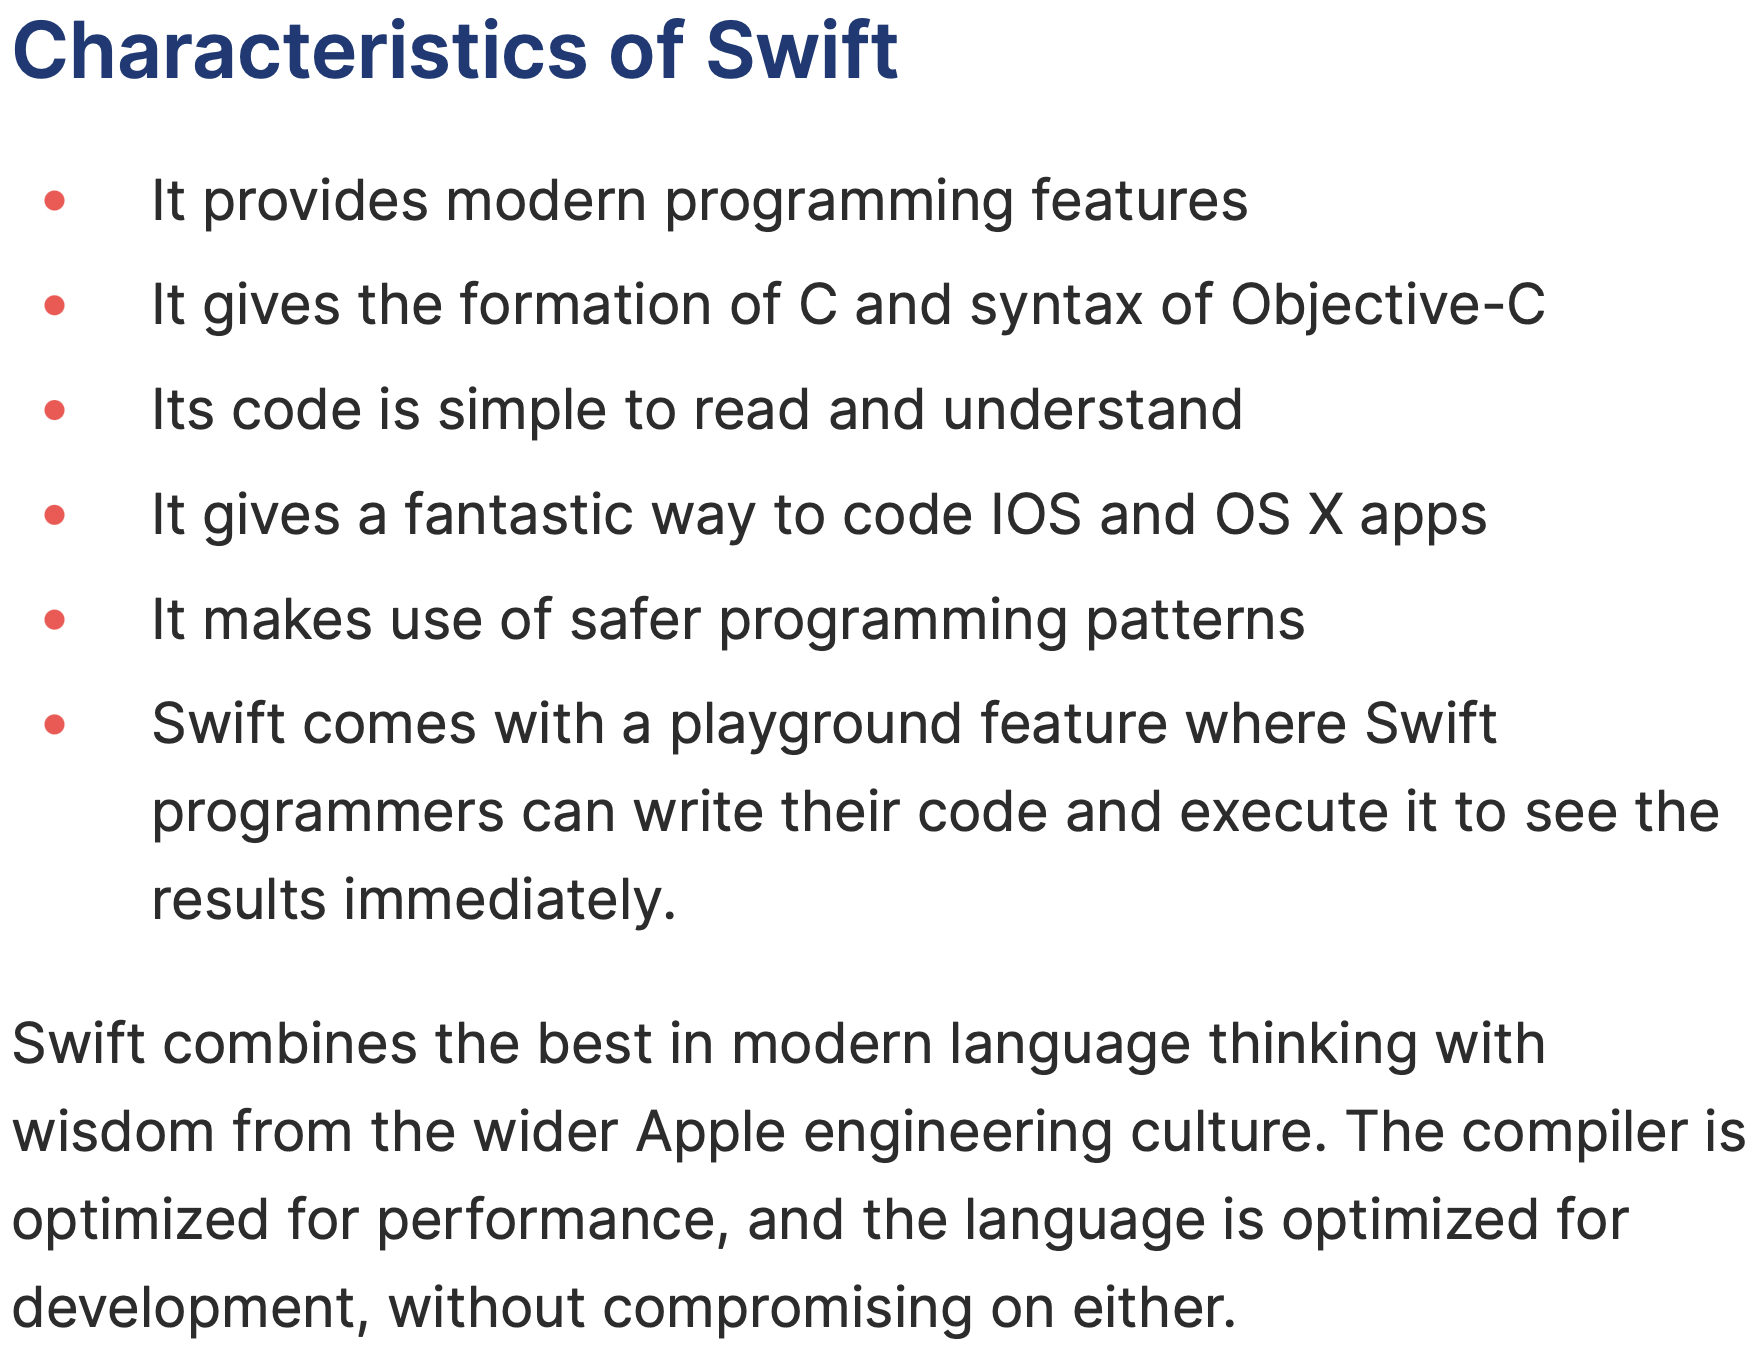 Characteristics of Swift
• It provides modern programming features
• It gives the formation of C and syntax of Objective-C
• Its code is simple to read and understand
• It gives a fantastic way to code IOS and OS X apps
• It makes use of safer programming patterns
• Swift comes with a playground feature where Swift
programmers can write their code and execute it to see the
results immediately.
Swift combines the best in modern language thinking with
wisdom from the wider Apple engineering culture. The compiler is
optimized for performance, and the language is optimized for
development, without compromising on either.